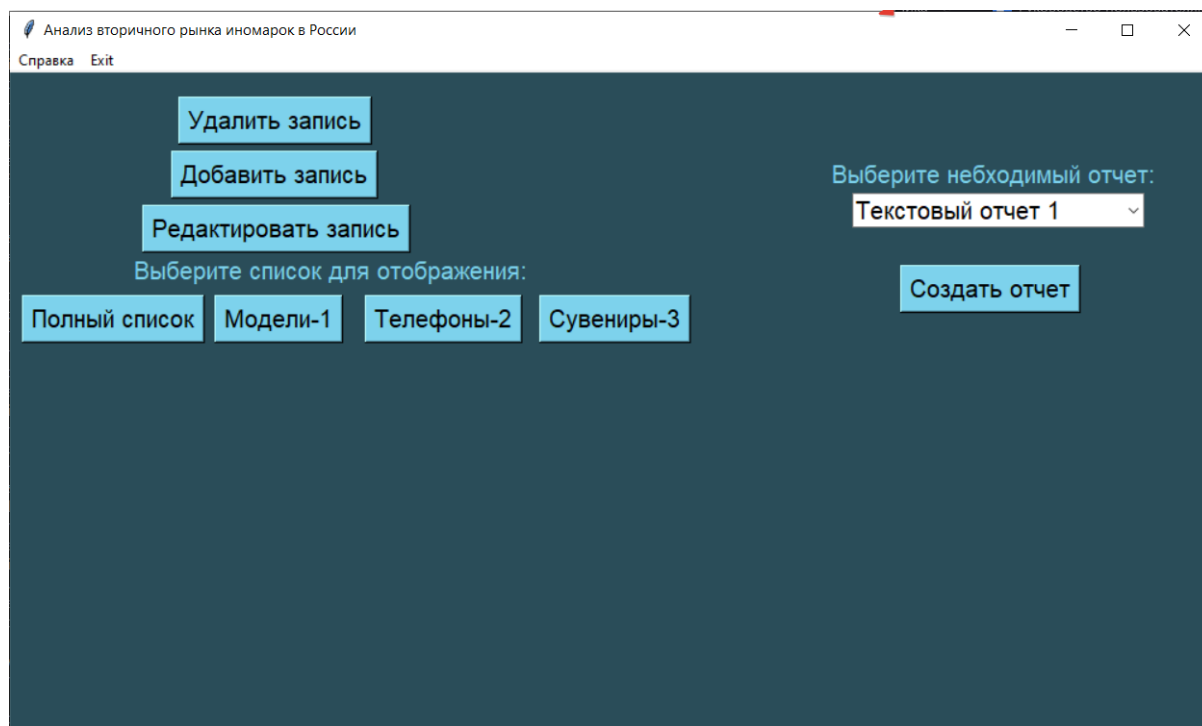 Анализ вторичного рынка иномарок в России
Справка Exit
Удалить запись
Добавить запись
Редактировать запись
Выберите список для отображения:
Полный список Модели-1 Телефоны-2 Сувениры-3
Выберите небходимый отчет:
Текстовый отчет 1
Создать отчет